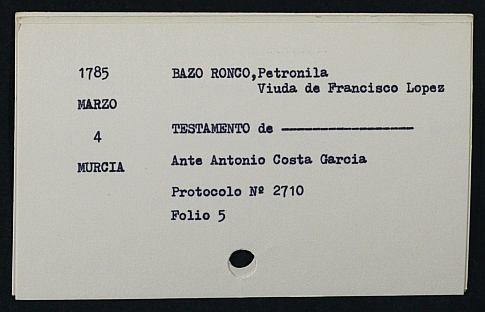 1785
MARZO
4
MURCIA
BAZO RONCO,Petronila
Viuda de Francisco Lopez
TESTAMENTO de ——————————
Ante Antonio Costa Garcia
Protocolo Nº 2710
Folio 5